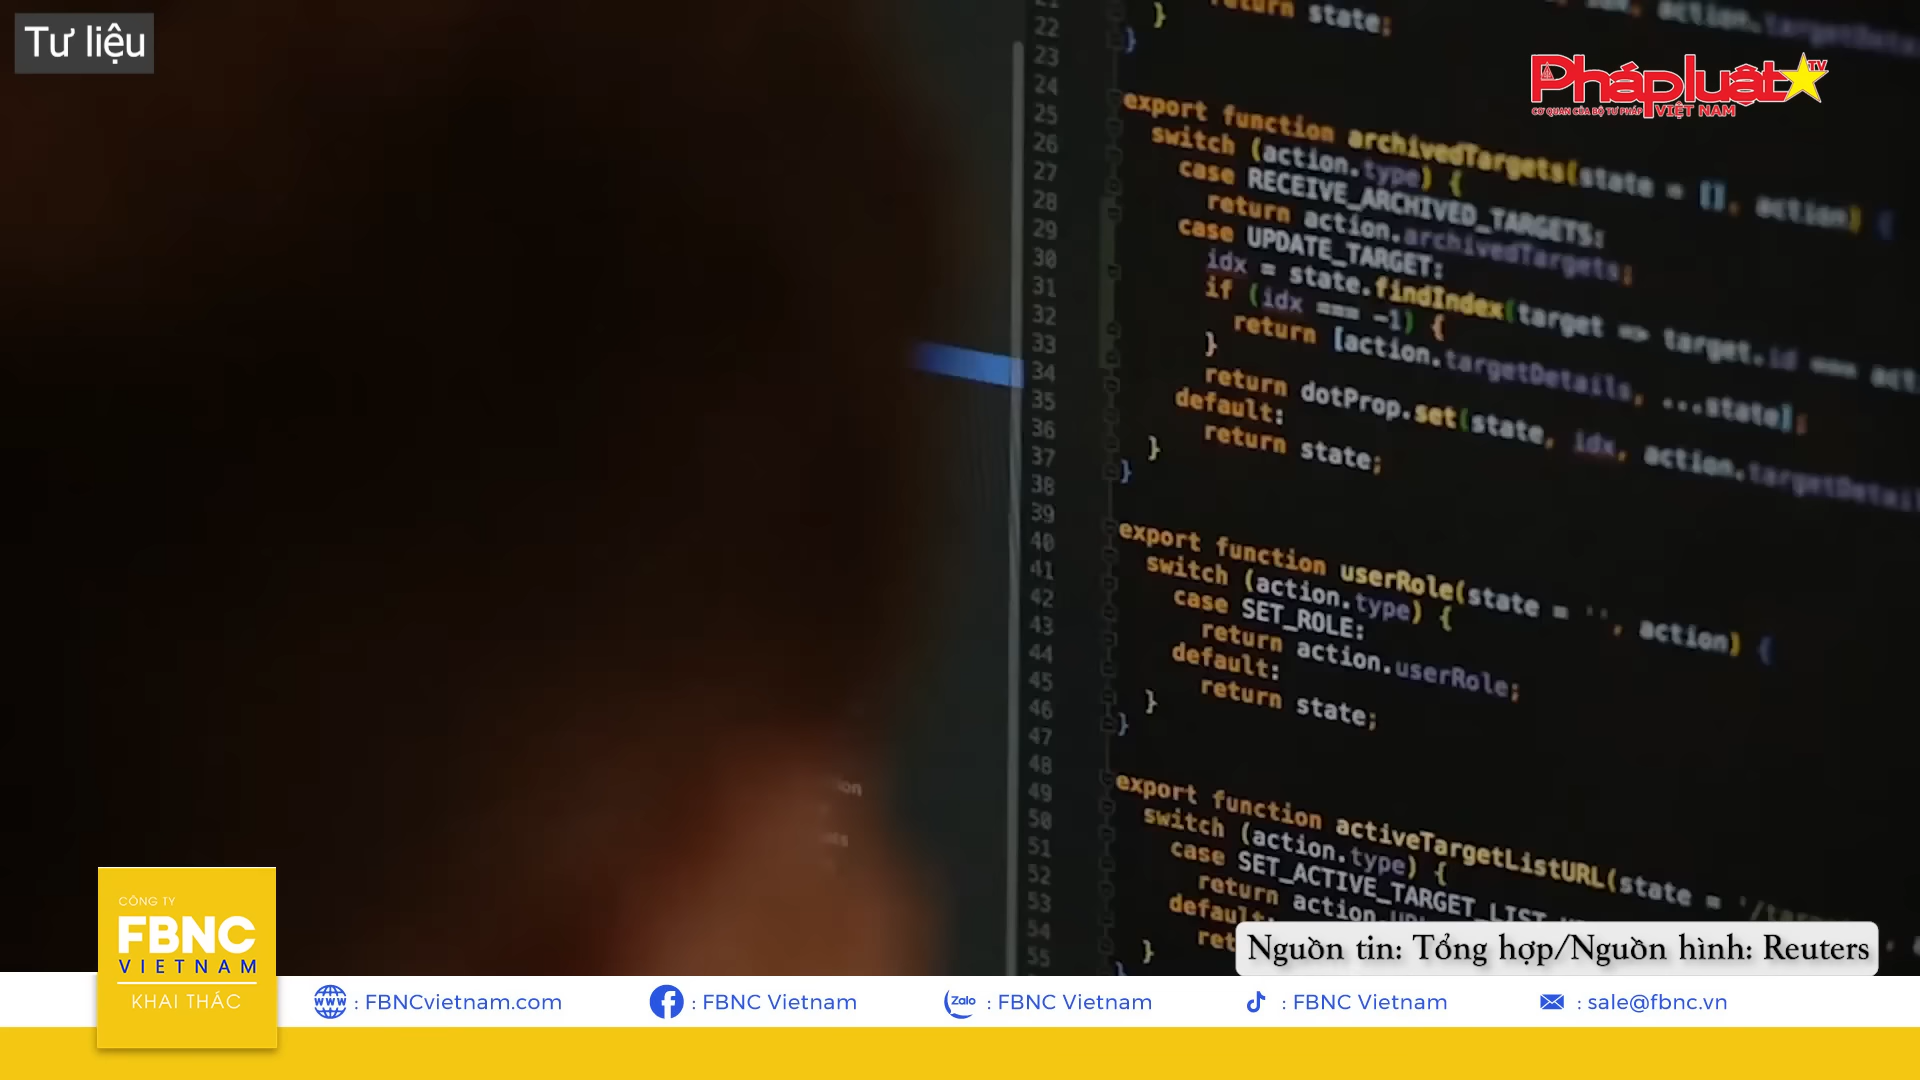 Tư liệu
Phápluật TV
CƠ QUAN CỦA BỘ TƯ PHÁP VIỆT NAM
21
22
23
24
25
26
27
28
29
30
31
32
33
34
35
36
37
38
39
40
41
42
43
44
45
46
47
48
49
50
51
52
53
54
55
return state;
}
}
export function archivedTargets(state = [], action) {
switch (action.type) {
case RECEIVE_ARCHIVED_TARGETS:
return action.archivedTargets;
case UPDATE_TARGET:
idx = state.findIndex(target => target.id ===
if (idx === -1) {
return [action.targetDetails, ...state];
}
return dotProp.set(state, idx,
default:
return state;
}
}
export function userRole(state = '', action) {
switch (action.type) {
case SET_ROLE:
return action.userRole;
default:
return state;
}
}
export function activeTargetListURL(state =
switch (action.type) {
case
return
}
}
Nguồn tin: Tổng hợp/Nguồn hình: Reuters
CÔNG TY
FBNC
VIETNAM
KHAI THÁC
www : FBNCvietnam.com
: FBNC Vietnam
Zalo : FBNC Vietnam
: FBNC Vietnam
: sale@fbnc.vn